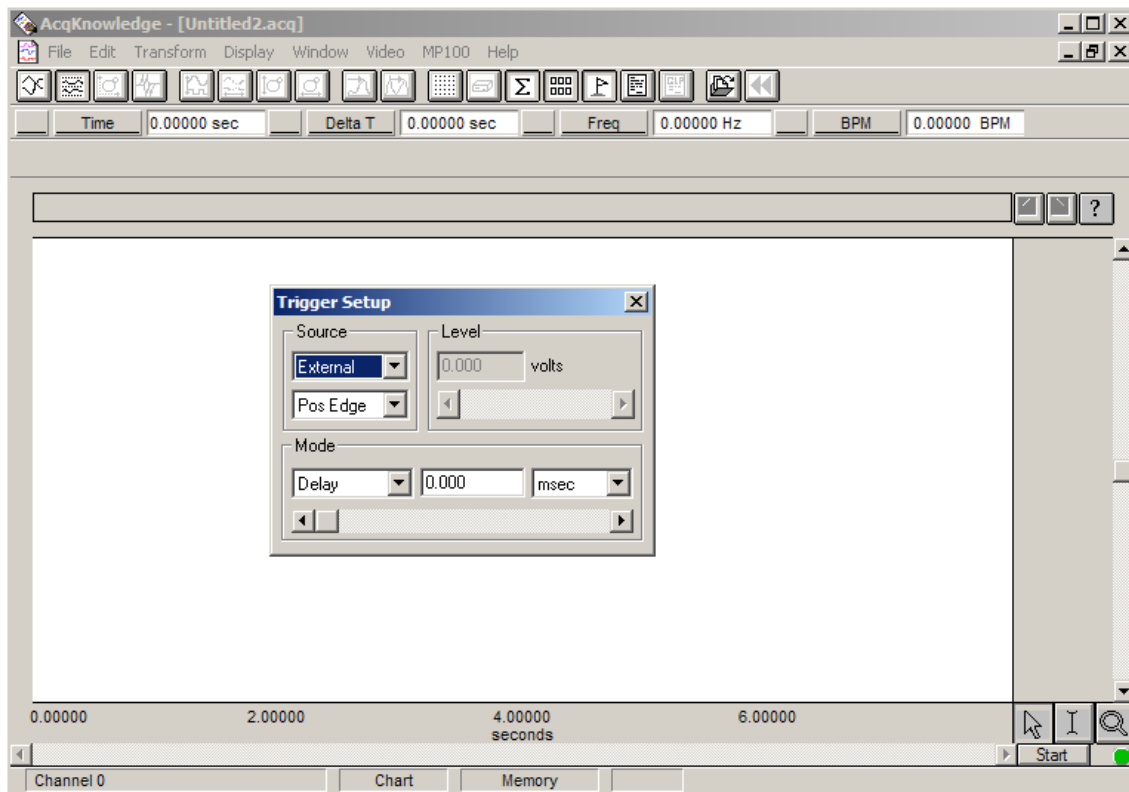 AcqKnowledge - [Untitled2.acq]
File Edit Transform Display Window Video MP100 Help
Σ
Time 0.00000 sec Delta T 0.00000 sec Freq 0.00000 Hz BPM 0.00000 BPM
?
Trigger Setup
Source Level
External 0.000 volts
Pos Edge
Mode
Delay 0.000 msec
0.00000 2.00000 4.00000 6.00000
seconds
Start
Channel 0 Chart Memory